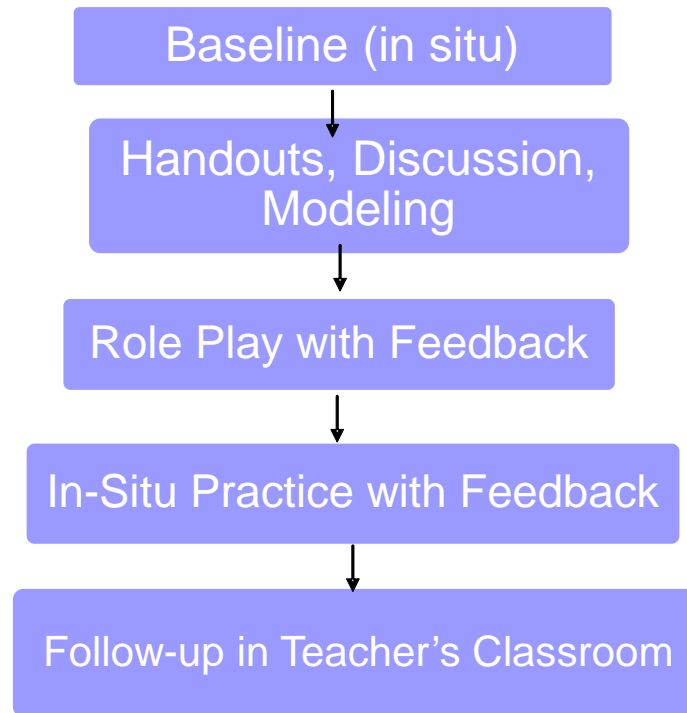 Baseline (in situ)
Handouts, Discussion,
Modeling
Role Play with Feedback
In-Situ Practice with Feedback
Follow-up in Teacher’s Classroom